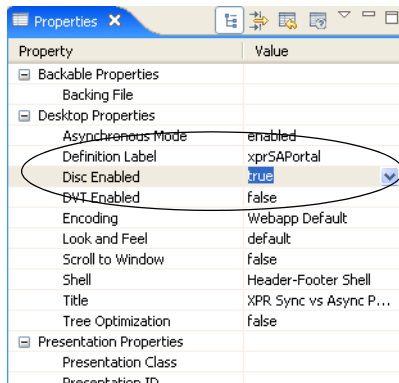 Properties
Property Value
Backable Properties
Backing File
Desktop Properties
Asynchronous Mode enabled
Definition Label xprSAPortal
Disc Enabled true
DVT Enabled false
Encoding Webapp Default
Look and Feel default
Scroll to Window false
Shell Header-Footer Shell
Title XPR Sync vs Async P...
Tree Optimization false
Presentation Properties
Presentation Class
Presentation ID